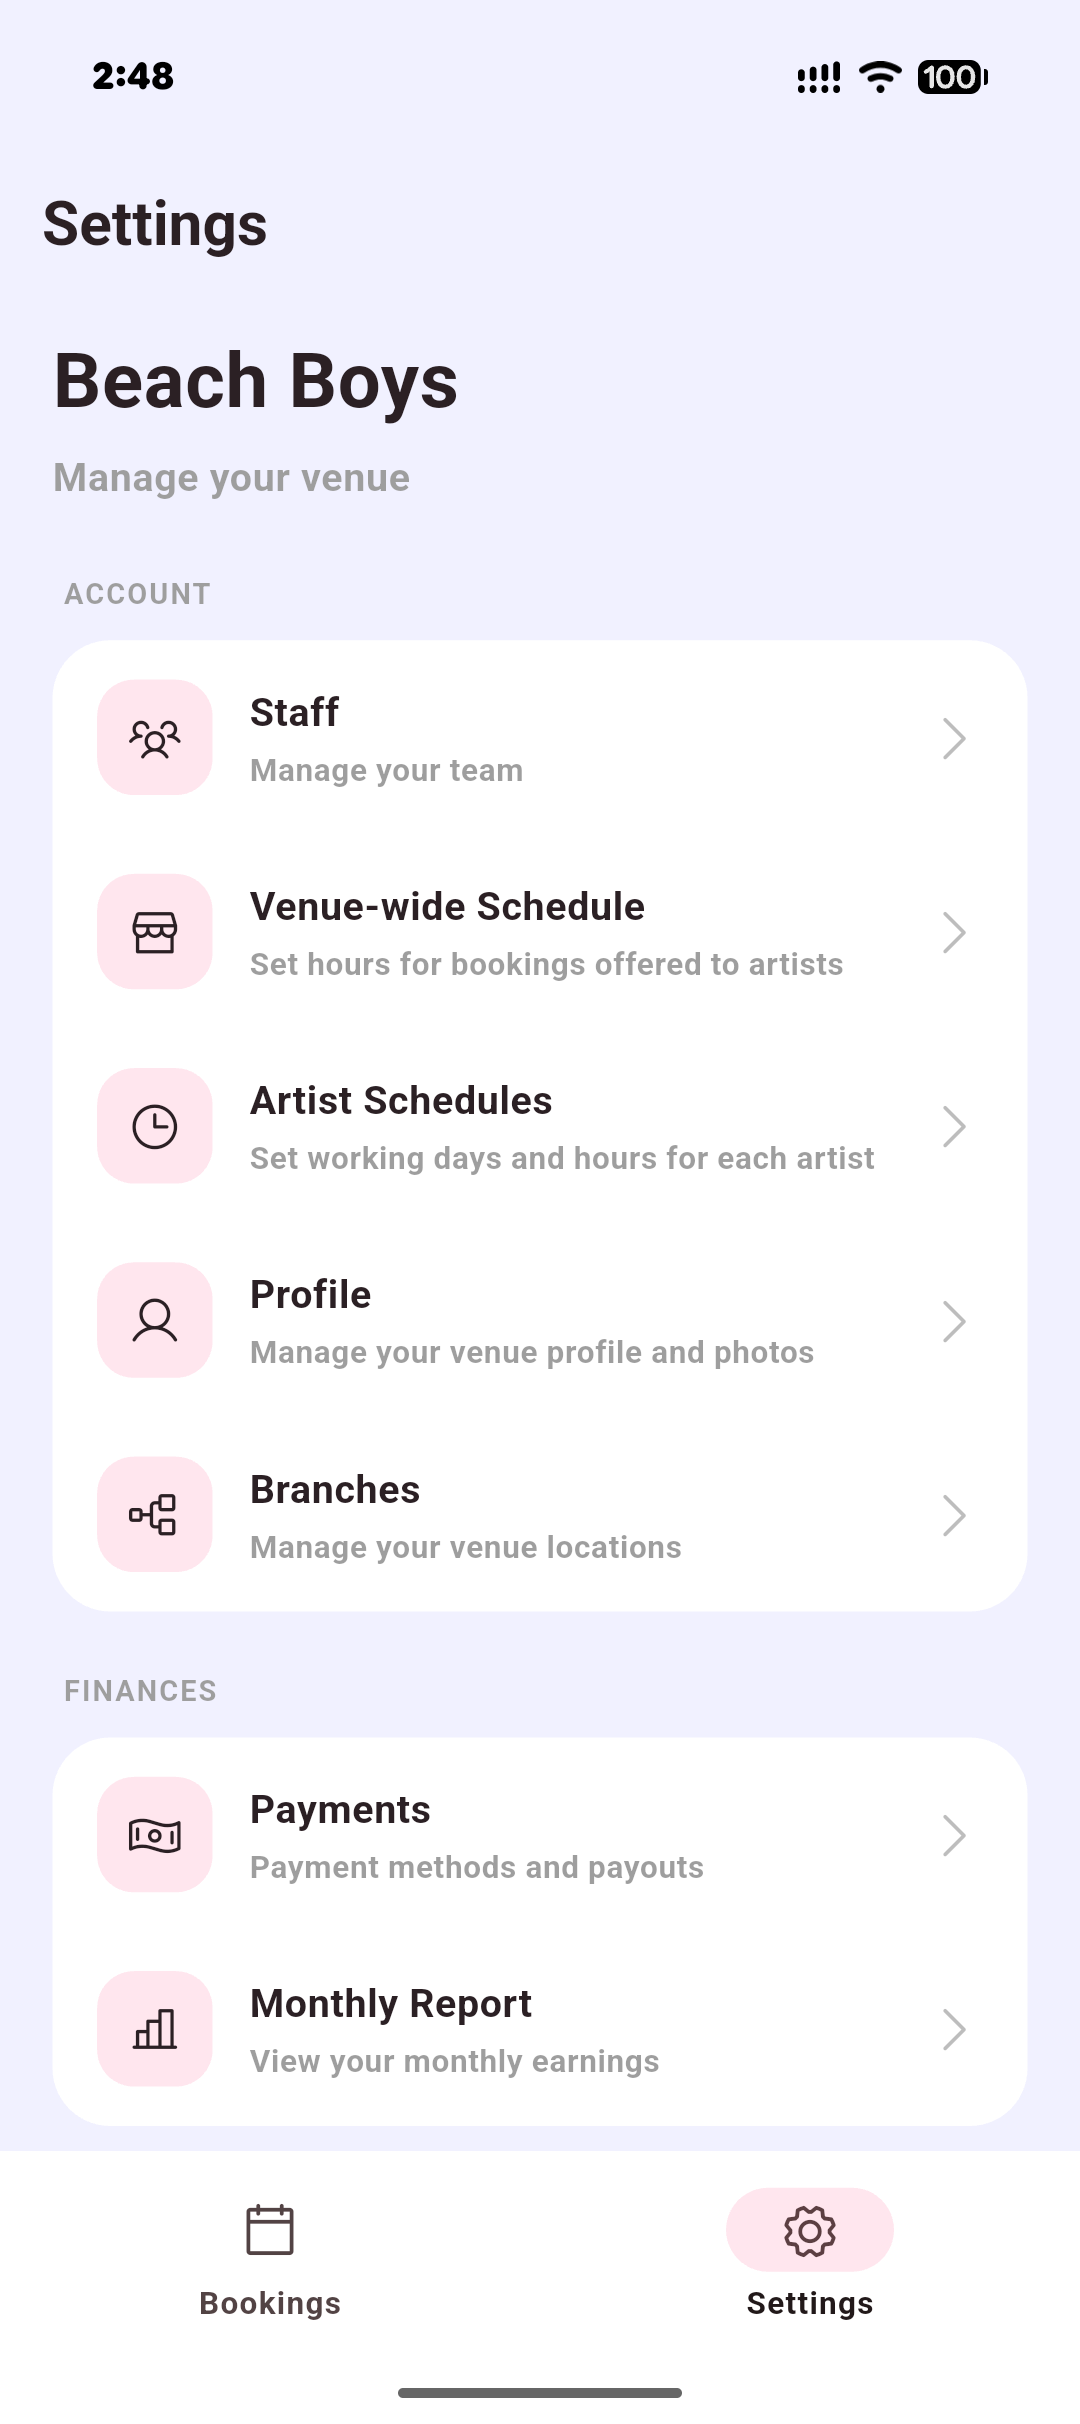 2:48
100
Settings
Beach Boys
Manage your venue
ACCOUNT
Staff
Manage your team
Venue-wide Schedule
Set hours for bookings offered to artists
Artist Schedules
Set working days and hours for each artist
Profile
Manage your venue profile and photos
Branches
Manage your venue locations
FINANCES
Payments
Payment methods and payouts
Monthly Report
View your monthly earnings
Bookings
Settings